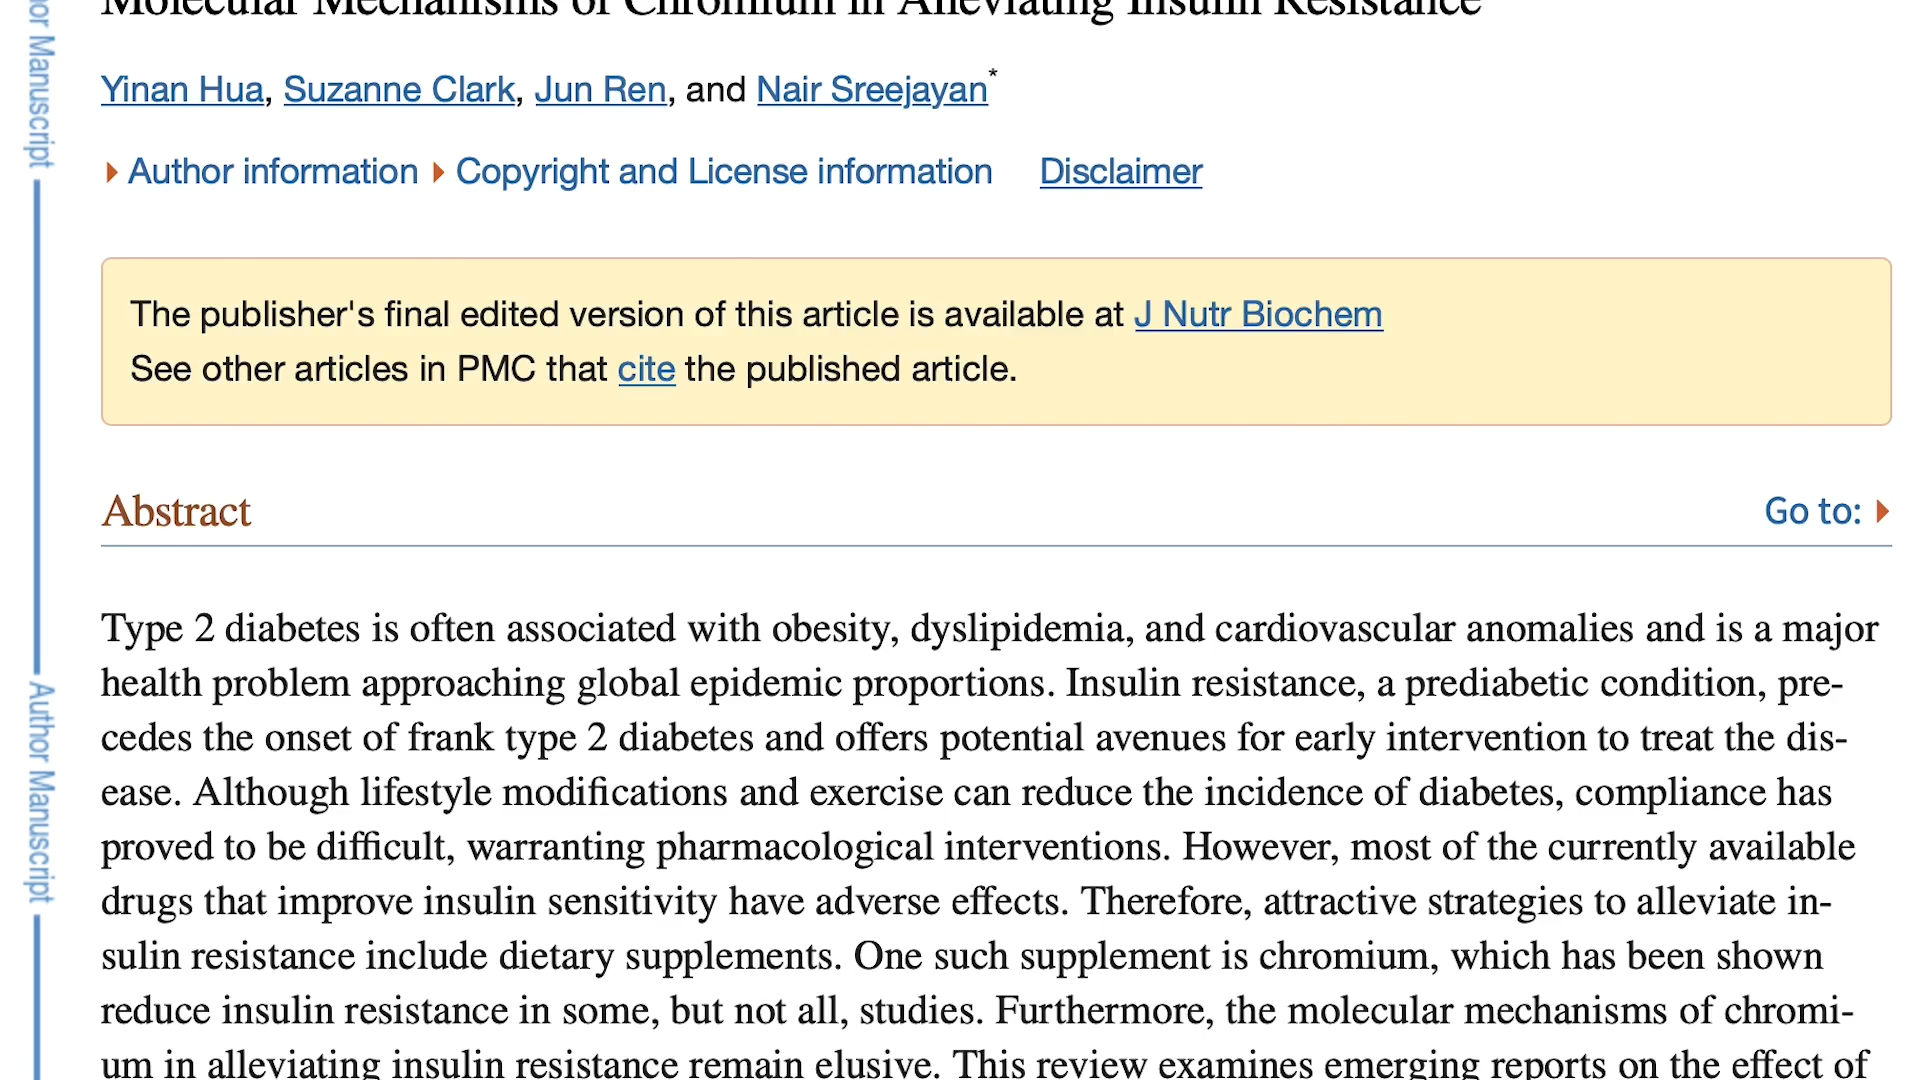 Molecular Mechanisms of Chromium in Alleviating Insulin Resistance
Yinan Hua, Suzanne Clark, Jun Ren, and Nair Sreejayan*
Author information Copyright and License information Disclaimer
The publisher's final edited version of this article is available at J Nutr Biochem
See other articles in PMC that cite the published article.
Abstract
Go to:
Type 2 diabetes is often associated with obesity, dyslipidemia, and cardiovascular anomalies and is a major
health problem approaching global epidemic proportions. Insulin resistance, a prediabetic condition, pre-
cedes the onset of frank type 2 diabetes and offers potential avenues for early intervention to treat the dis-
ease. Although lifestyle modifications and exercise can reduce the incidence of diabetes, compliance has
proved to be difficult, warranting pharmacological interventions. However, most of the currently available
drugs that improve insulin sensitivity have adverse effects. Therefore, attractive strategies to alleviate in-
sulin resistance include dietary supplements. One such supplement is chromium, which has been shown
reduce insulin resistance in some, but not all, studies. Furthermore, the molecular mechanisms of chromi-
um in alleviating insulin resistance remain elusive. This review examines emerging reports on the effect of
Manuscript
Author Manuscript